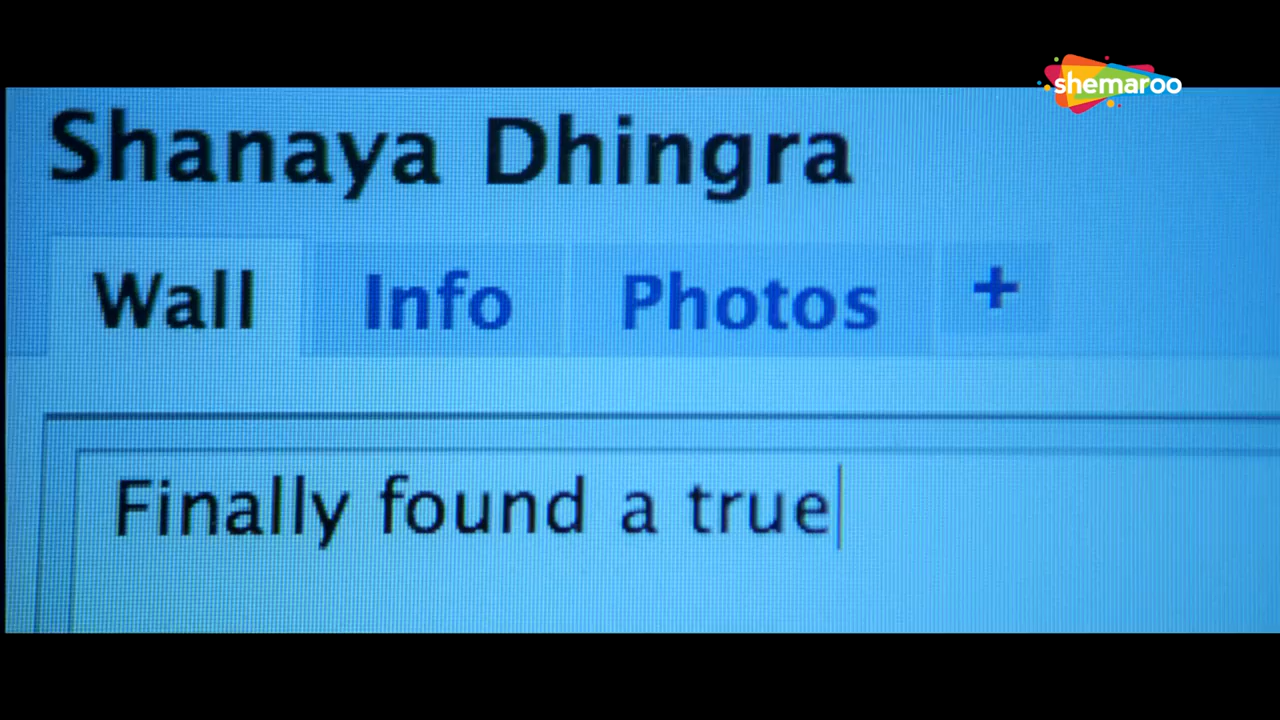 shemaroo
Shanaya Dhingra
Wall Info Photos +
Finally found a true